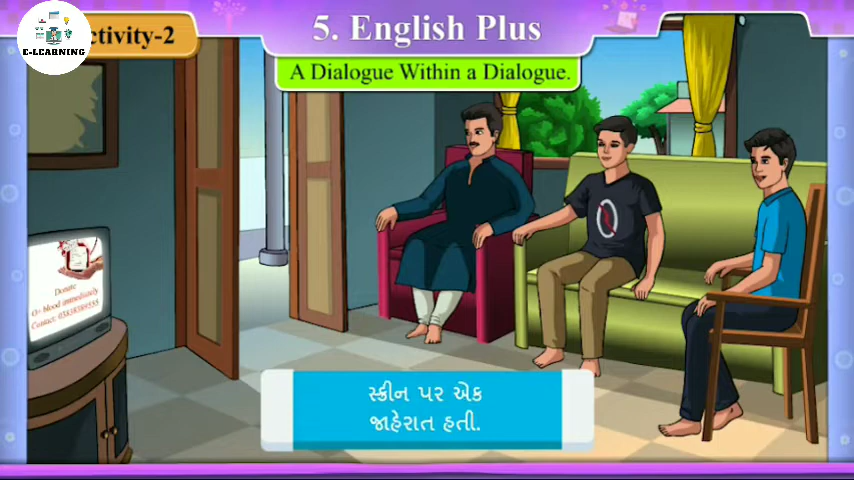 5. English Plus
ctivity-2
E-LEARNING
A Dialogue Within a Dialogue.
Donate
O+ blood immediately
Contact:
સ્ક્રીન પર એક
જાહેરાત હતી.